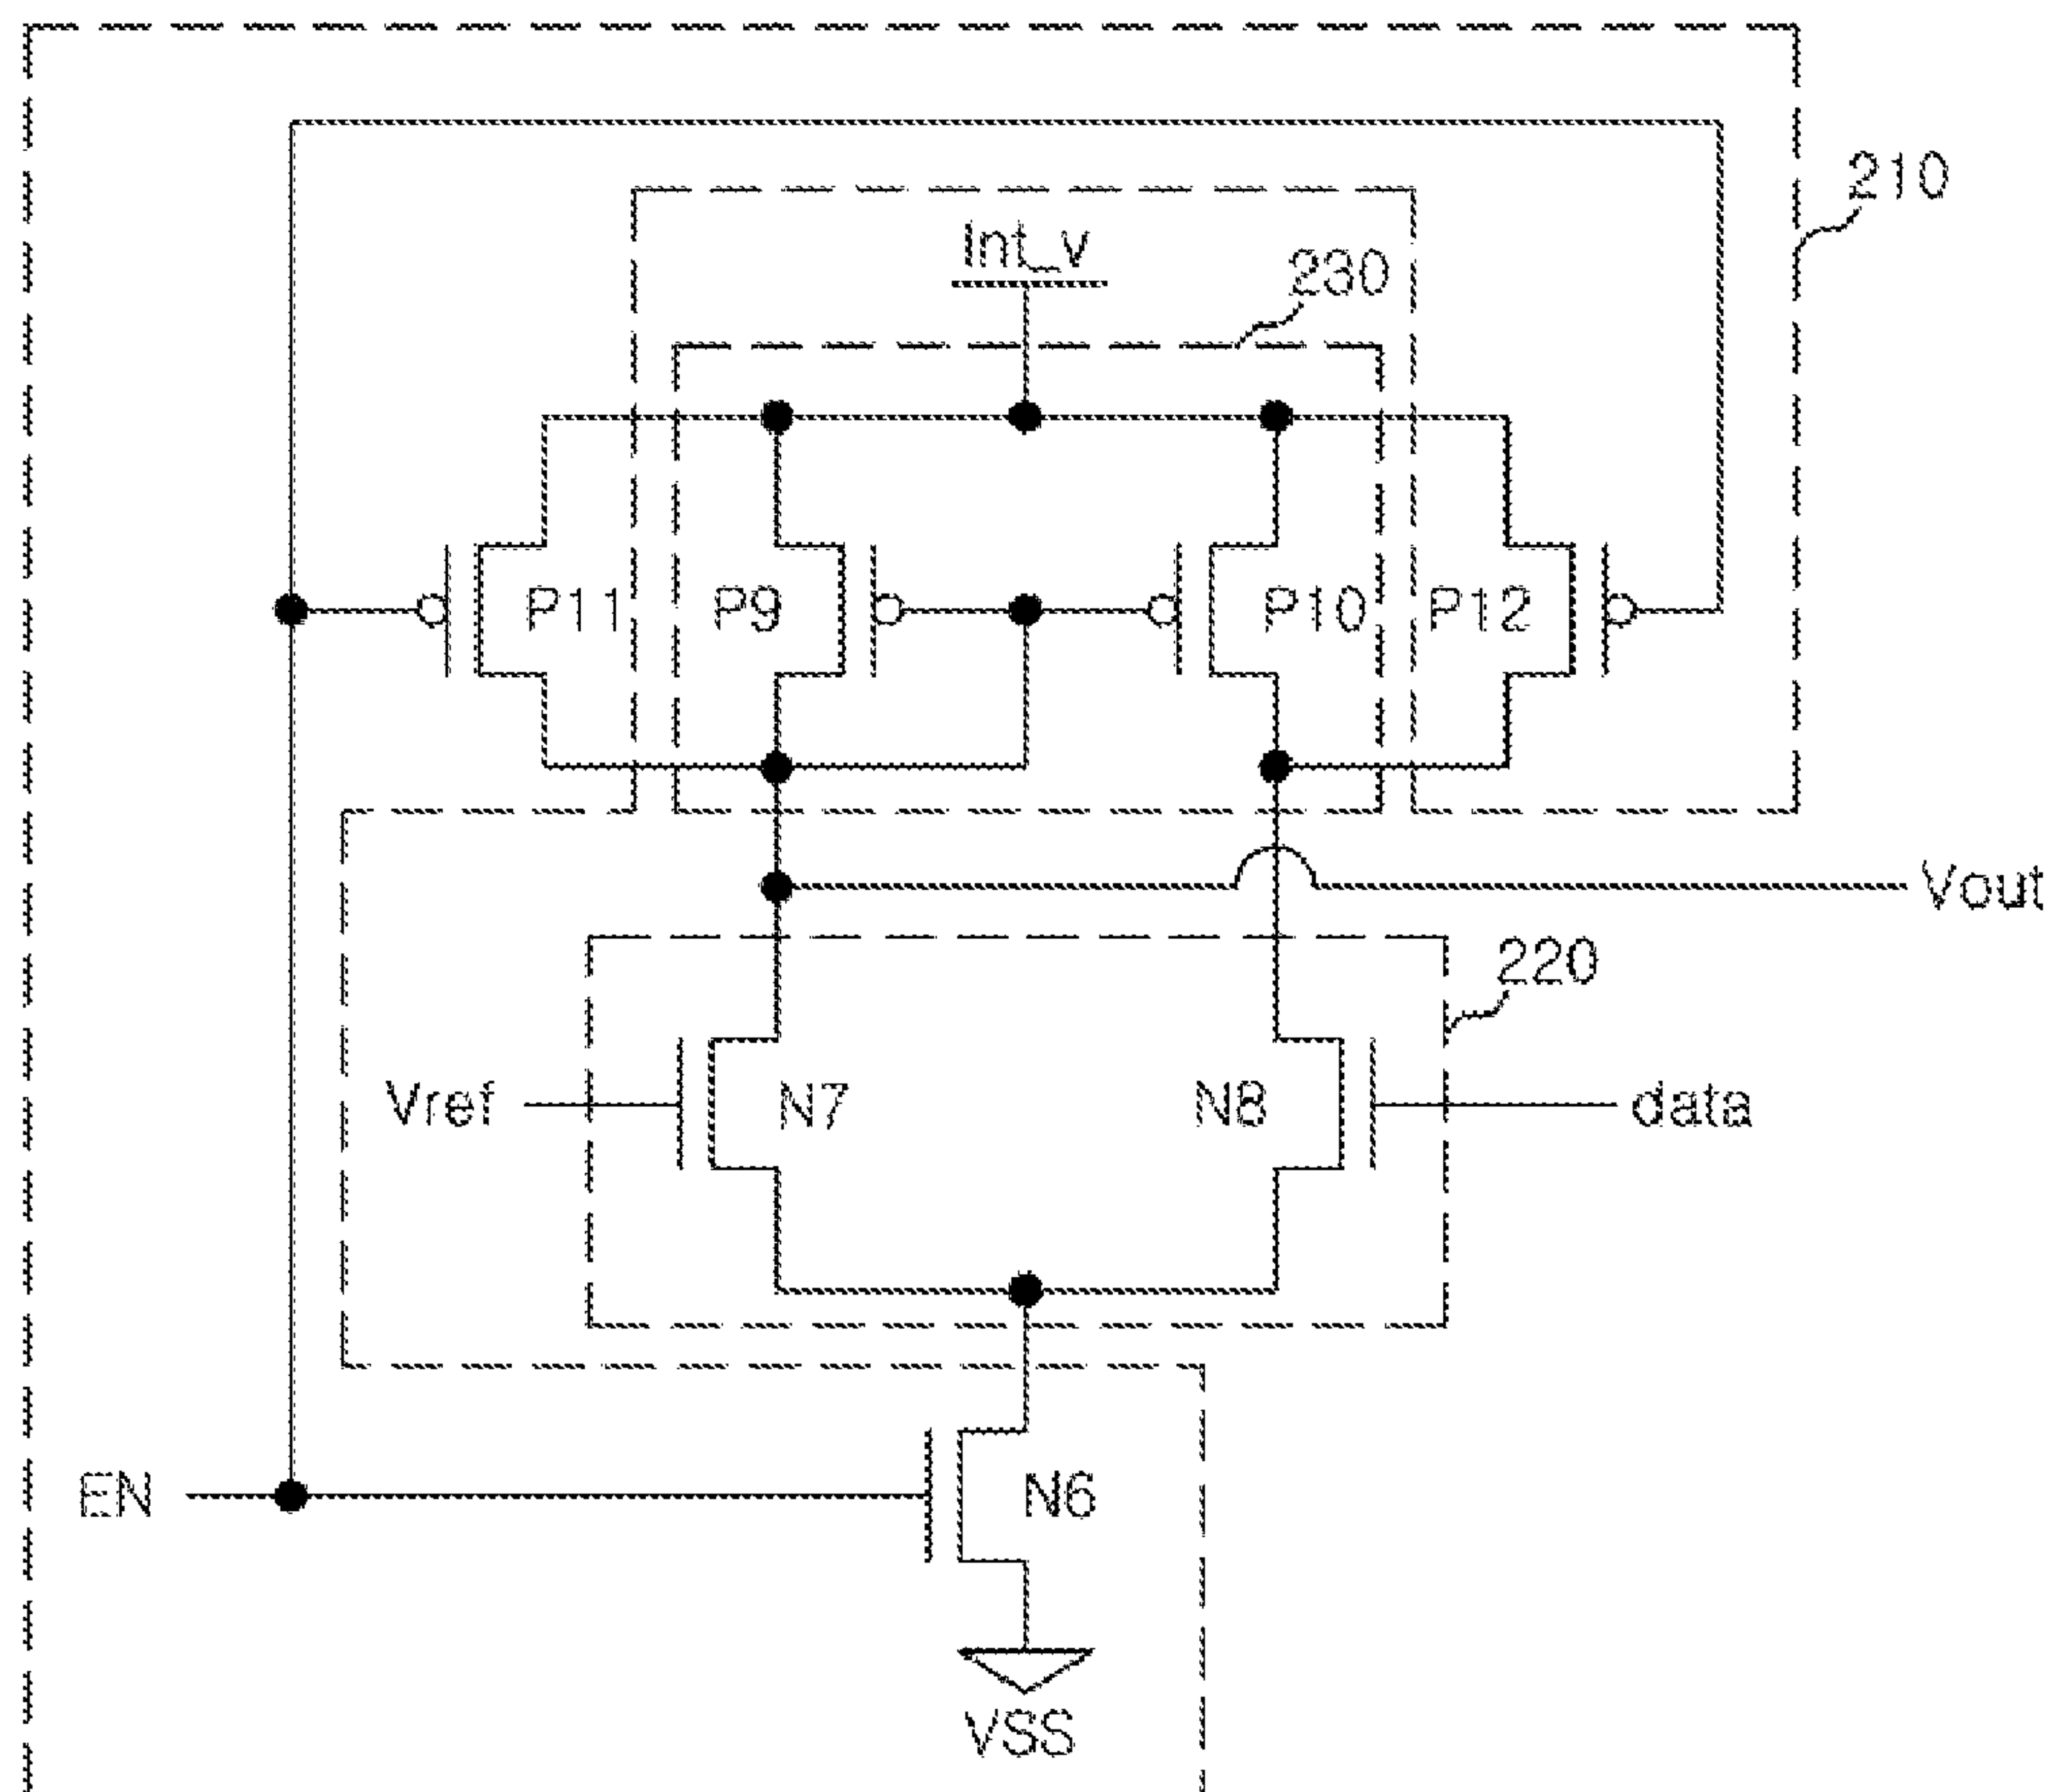 210
Int_v
230
P11
P9
P10
P12
Vout
220
Vref
N7
N8
data
EN
N6
VSS